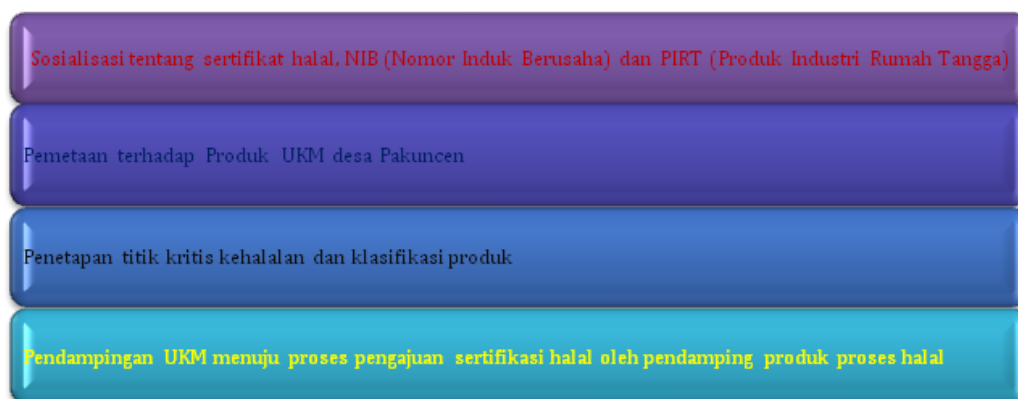 Sosialisasi tentang sertifikat halal, NIB (Nomor Induk Berusaha) dan PIRT (Produk Industri Rumah Tangga)
Pemetaan terhadap Produk UKM desa Pakuncen
Penetapan titik kritis kehalalan dan klasifikasi produk
Pendampingan UKM menuju proses pengajuan sertifikasi halal oleh pendamping produk proses halal